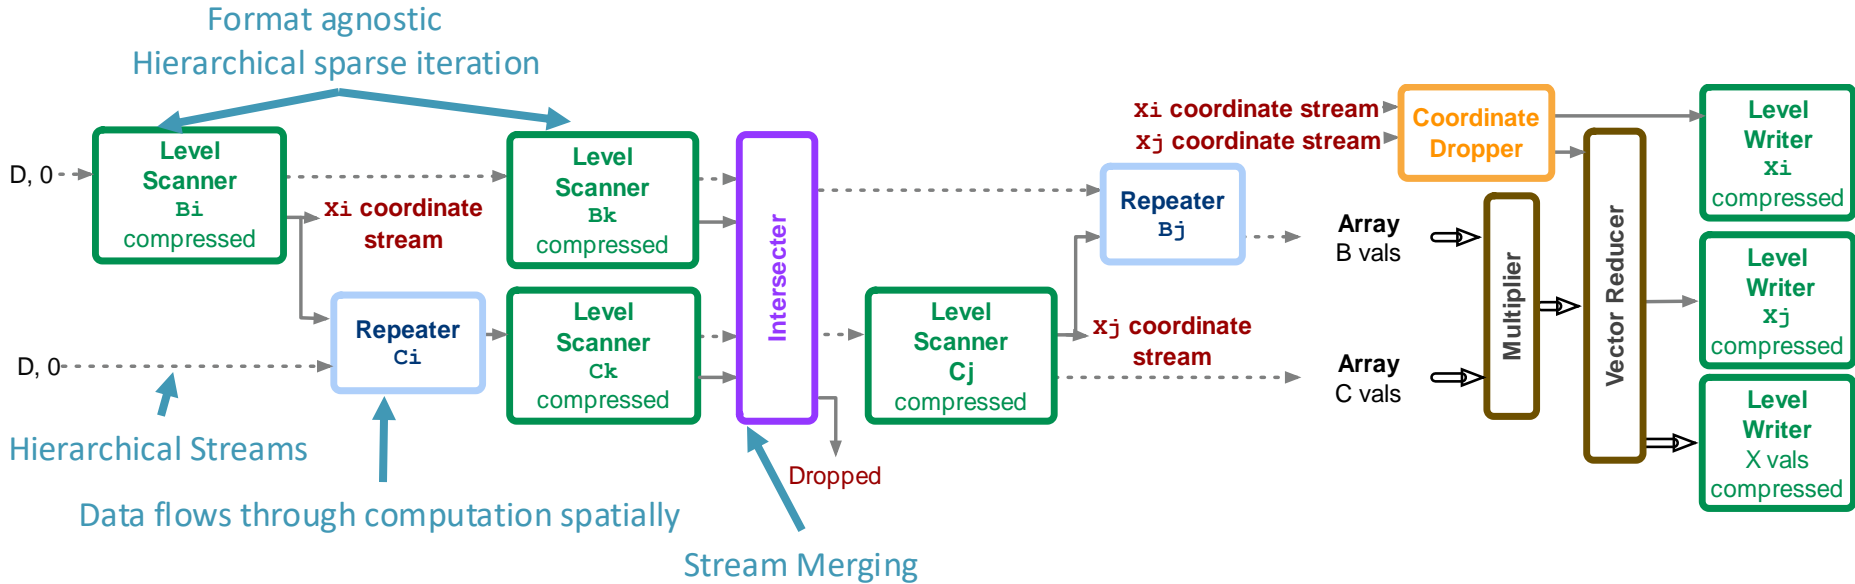 Format agnostic
Hierarchical sparse iteration
D, 0
Level
Scanner
Bi
compressed
Xi coordinate
stream
D, 0
Repeater
Ci
Level
Scanner
Bk
compressed
Level
Scanner
Ck
compressed
Intersecter
Dropped
Level
Scanner
Cj
compressed
Xj coordinate
stream
Repeater
Bj
Xi coordinate stream
Xj coordinate stream
Coordinate
Dropper
Array
B vals
Array
C vals
Multiplier
Vector Reducer
Level
Writer
Xi
compressed
Level
Writer
Xj
compressed
Level
Writer
X vals
compressed
Hierarchical Streams
Data flows through computation spatially
Stream Merging